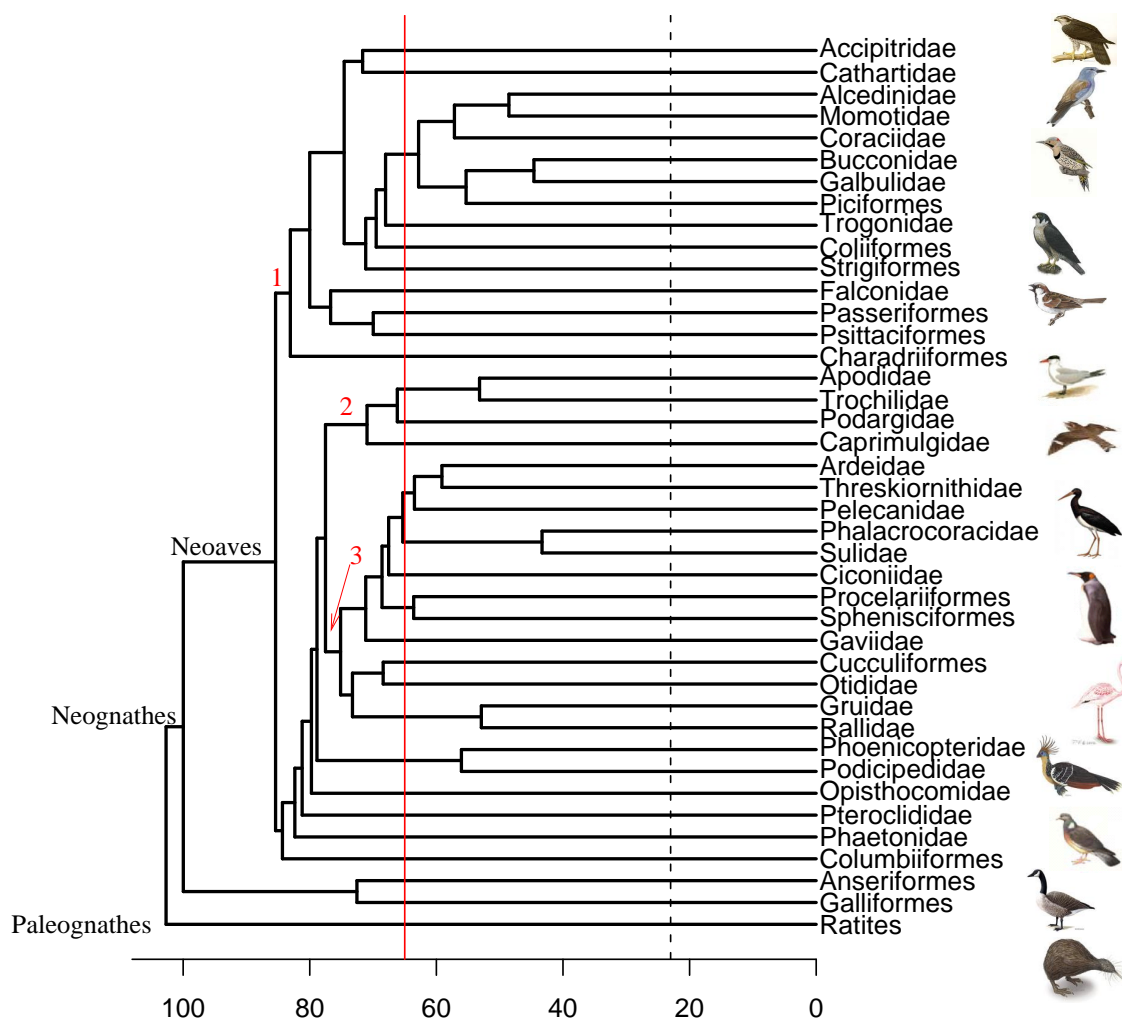 Accipitridae
Cathartidae
Alcedinidae
Momotidae
Coraciidae
Bucconidae
Galbulidae
Piciformes
Trogonidae
Coliiformes
Strigiformes
1
Falconidae
Passeriformes
Psittaciformes
Charadriiformes
Apodidae
Trochilidae
2
Podargidae
Caprimulgidae
Ardeidae
Threskiornithidae
Pelecanidae
Phalacrocoracidae
Neoaves
3
Sulidae
Ciconiidae
Procelariiformes
Sphenisciformes
Gaviidae
Cucculiformes
Otididae
Gruidae
Neognathes
Rallidae
Phoenicopteridae
Podicipedidae
Opisthocomidae
Pteroclididae
Phaetonidae
Columbiiformes
Anseriformes
Galliformes
Paleognathes
Ratites
100 80 60 40 20 0